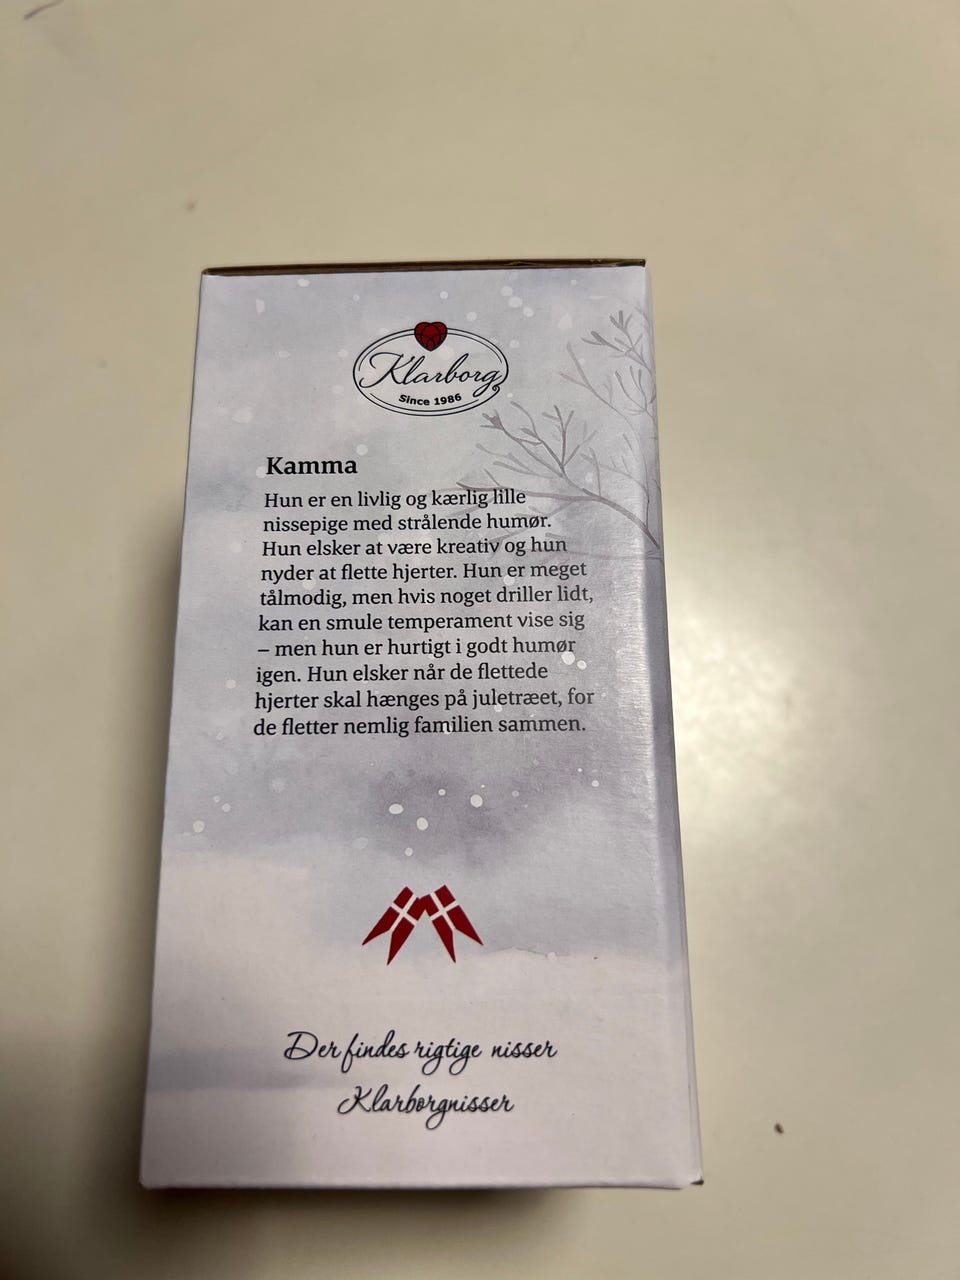 Klarborg
Since 1986
Kamma
Hun er en livlig og kærlig lille
nissepige med strålende humør.
Hun elsker at være kreativ og hun
nyder at flette hjerter. Hun er meget
tålmodig, men hvis noget driller lidt,
kan en smule temperament vise sig
– men hun er hurtigt i godt humør
igen. Hun elsker når de flettede
hjerter skal hænges på juletræet, for
de fletter nemlig familien sammen.
Der findes rigtige nisser
Klarborgnisser